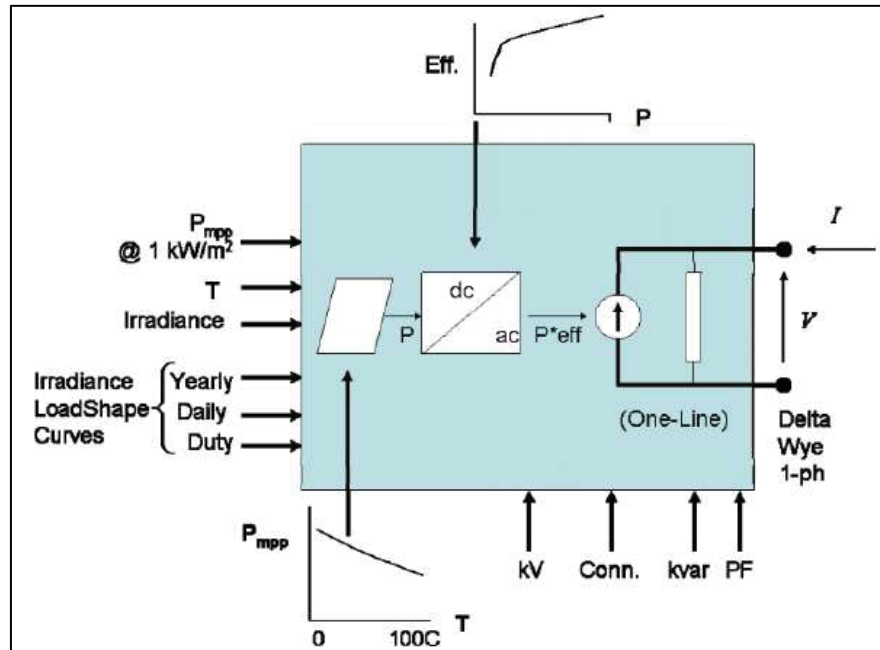 Eff.
P
P_mpp
@ 1 kW/m²
T
Irradiance
Irradiance
LoadShape
Curves
Yearly
Daily
Duty
dc
ac
P
P*eff
(One-Line)
I
V
Delta
Wye
1-ph
P_mpp
0
100C
T
kV
Conn.
kvar
PF